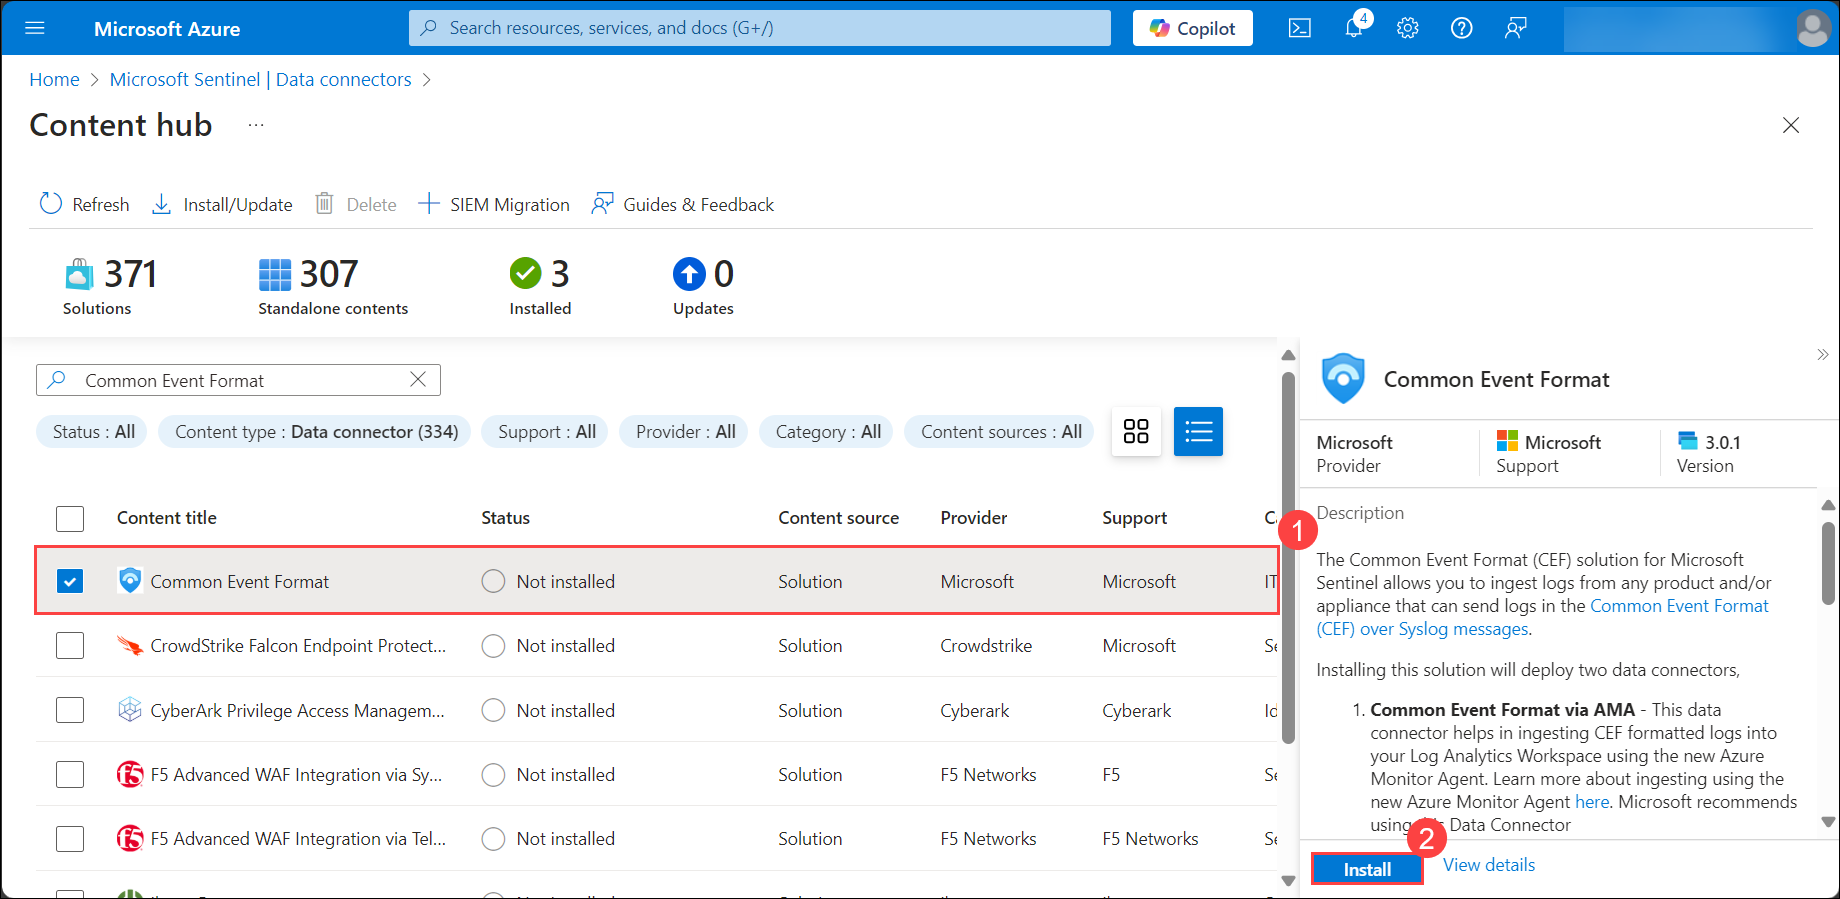 Microsoft Azure
Search resources, services, and docs (G+/)
Copilot
4
Home > Microsoft Sentinel | Data connectors >
Content hub ...
Refresh Install/Update Delete SIEM Migration Guides & Feedback
371 307 3 0
Solutions Standalone contents Installed Updates
Common Event Format
Status : All Content type : Data connector (334) Support : All Provider : All Category : All Content sources : All
Content title Status Content source Provider Support
Common Event Format Not installed Solution Microsoft Microsoft IT
CrowdStrike Falcon Endpoint Protect... Not installed Solution Crowdstrike Microsoft Se
CyberArk Privilege Access Managem... Not installed Solution Cyberark Cyberark Id
F5 Advanced WAF Integration via Sy... Not installed Solution F5 Networks F5 Se
F5 Advanced WAF Integration via Tel... Not installed Solution F5 Networks F5 Networks Se
1
Common Event Format
Microsoft Microsoft 3.0.1
Provider Support Version
Description
The Common Event Format (CEF) solution for Microsoft
Sentinel allows you to ingest logs from any product and/or
appliance that can send logs in the Common Event Format
(CEF) over Syslog messages.
Installing this solution will deploy two data connectors,
1. Common Event Format via AMA - This data
connector helps in ingesting CEF formatted logs into
your Log Analytics Workspace using the new Azure
Monitor Agent. Learn more about ingesting using the
new Azure Monitor Agent here. Microsoft recommends
using this Data Connector
2
Install View details